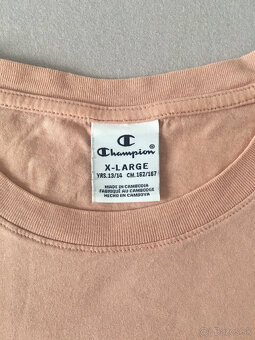 Champion®
X-LARGE
YRS.13/14 CM.162/167
MADE IN CAMBODIA
FABRIQUÉ AU CAMBODGE
HECHO EN CAMBOYA